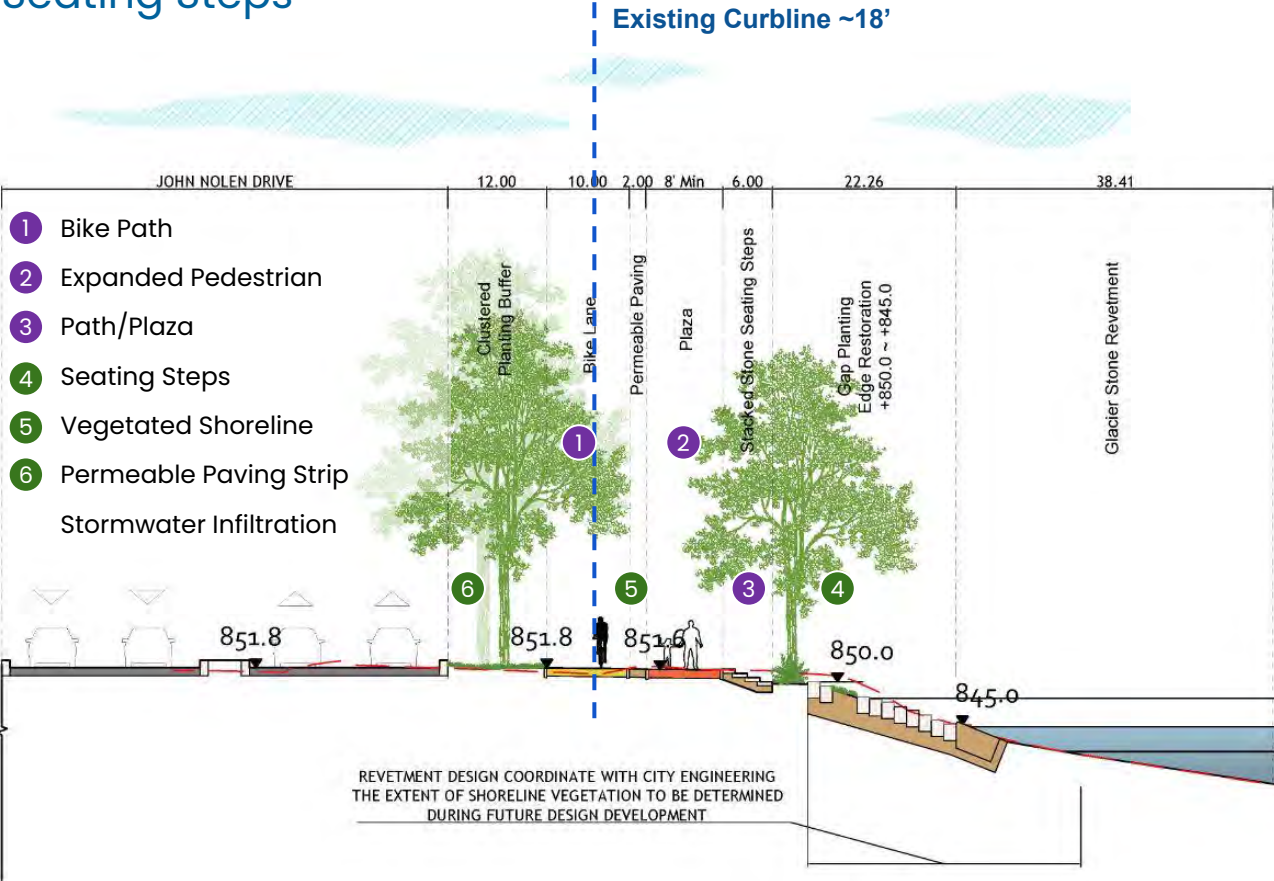 Seating Steps
Existing Curbline ~18’
JOHN NOLEN DRIVE
12.00
10.00
2.00
8' Min
6.00
22.26
38.41
1 Bike Path
2 Expanded Pedestrian
3 Path/Plaza
4 Seating Steps
5 Vegetated Shoreline
6 Permeable Paving Strip
Stormwater Infiltration
Clustered
Planting Buffer
Bike Lane
Permeable Paving
Plaza
Stacked Stone Seating Steps
Gap Planting
Edge Restoration
+850.0 ~ +845.0
Glacier Stone Revetment
1
2
6
5
3
4
851.8
851.8
851.6
850.0
845.0
REVETMENT DESIGN COORDINATE WITH CITY ENGINEERING
THE EXTENT OF SHORELINE VEGETATION TO BE DETERMINED
DURING FUTURE DESIGN DEVELOPMENT